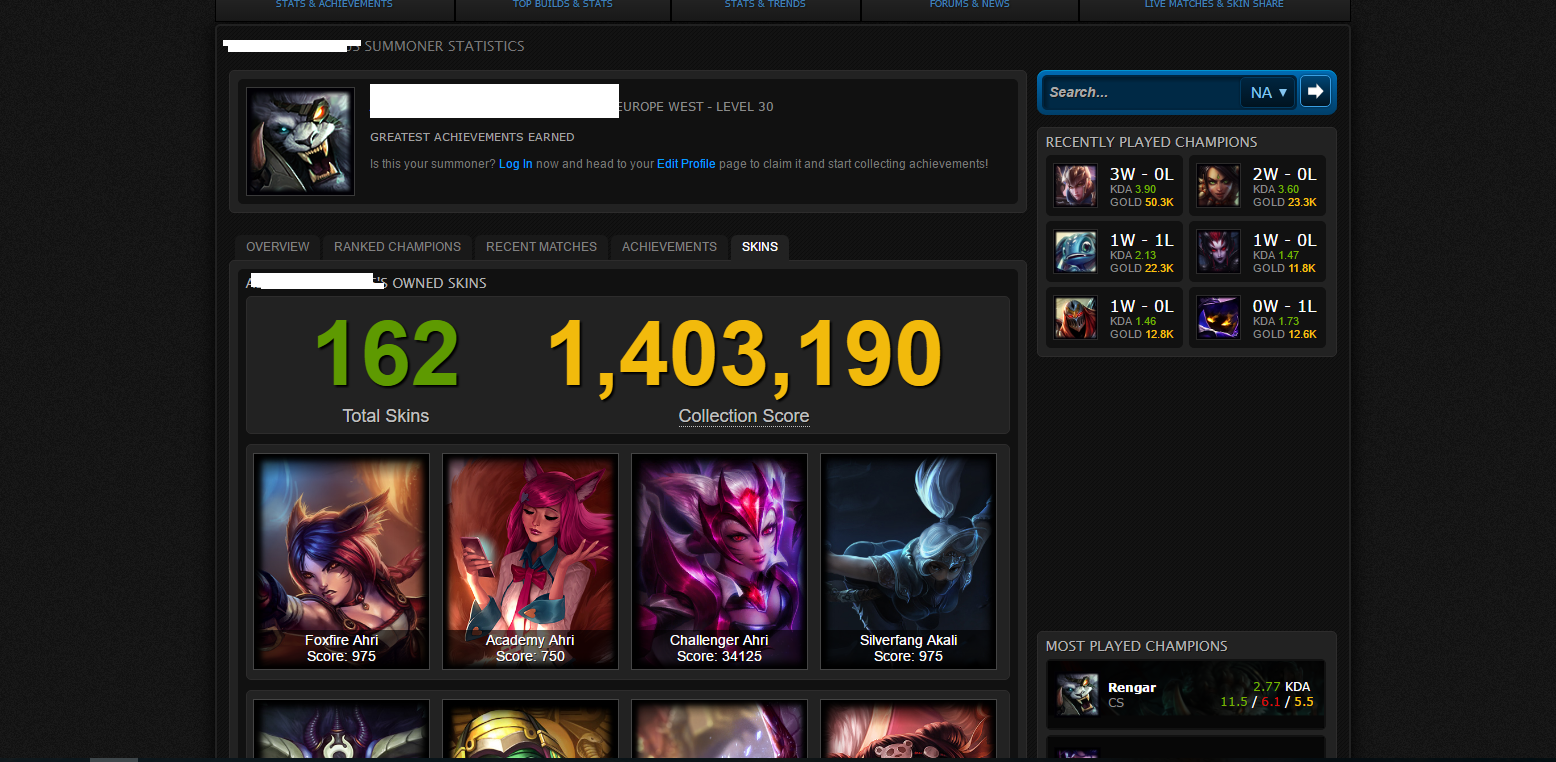 STATS & ACHIEVEMENTS
TOP BUILDS & STATS
STATS & TRENDS
FORUMS & NEWS
LIVE MATCHES & SKIN SHARE
SUMMONER STATISTICS
EUROPE WEST - LEVEL 30
GREATEST ACHIEVEMENTS EARNED
Is this your summoner? Log In now and head to your Edit Profile page to claim it and start collecting achievements!
OVERVIEW
RANKED CHAMPIONS
RECENT MATCHES
ACHIEVEMENTS
SKINS
'S OWNED SKINS
162
Total Skins
1,403,190
Collection Score
Foxfire Ahri
Score: 975
Academy Ahri
Score: 750
Challenger Ahri
Score: 34125
Silverfang Akali
Score: 975
Search...
NA ▼
RECENTLY PLAYED CHAMPIONS
3W - 0L
KDA 3.90
GOLD 50.3K
2W - 0L
KDA 3.60
GOLD 23.3K
1W - 1L
KDA 2.13
GOLD 22.3K
1W - 0L
KDA 1.47
GOLD 11.8K
1W - 0L
KDA 1.46
GOLD 12.8K
0W - 1L
KDA 1.73
GOLD 12.6K
MOST PLAYED CHAMPIONS
Rengar
CS
2.77 KDA
11.5 / 6.1 / 5.5